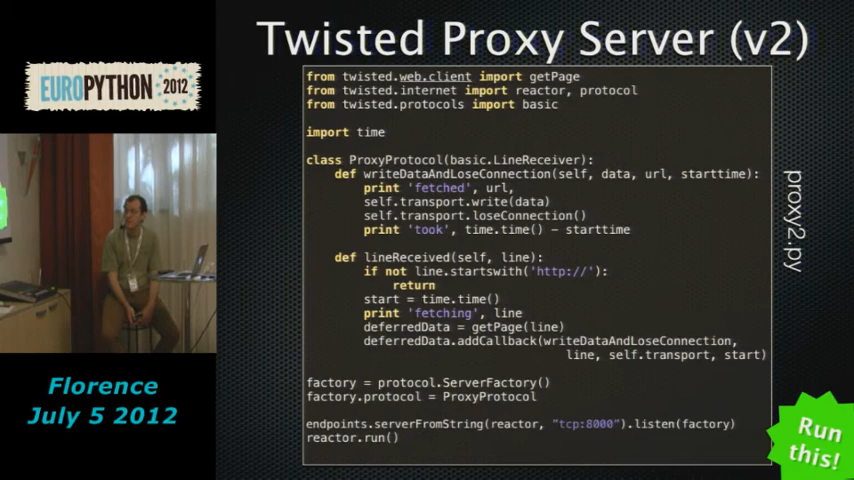 Twisted Proxy Server (v2)
EUROPYTHON 2012
from twisted.web.client import getPage
from twisted.internet import reactor, protocol
from twisted.protocols import basic
import time
class ProxyProtocol(basic.LineReceiver):
    def writeDataAndLoseConnection(self, data, url, starttime):
        print 'fetched', url,
        self.transport.write(data)
        self.transport.loseConnection()
        print 'took', time.time() - starttime
    def lineReceived(self, line):
        if not line.startswith('http://'):
            return
        start = time.time()
        print 'fetching', line
        deferredData = getPage(line)
        deferredData.addCallback(writeDataAndLoseConnection,
                                    line, self.transport, start)
factory = protocol.ServerFactory()
factory.protocol = ProxyProtocol
endpoints.serverFromString(reactor, "tcp:8000").listen(factory)
reactor.run()
proxy2.py
Florence
July 5 2012
Run
this!